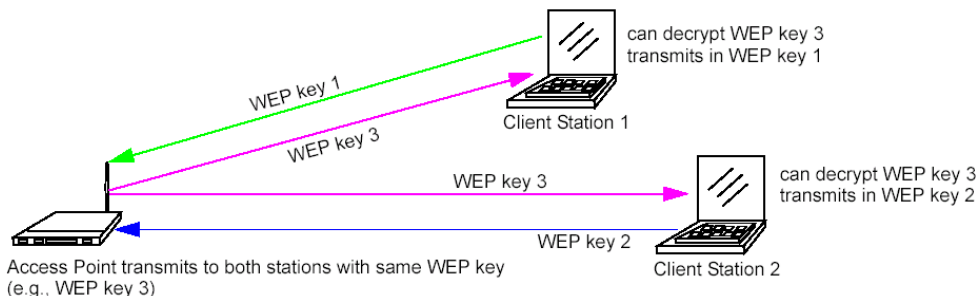 can decrypt WEP key 3
transmits in WEP key 1
WEP key 1
WEP key 3
Client Station 1
WEP key 3
can decrypt WEP key 3
transmits in WEP key 2
WEP key 2
Client Station 2
Access Point transmits to both stations with same WEP key
(e.g., WEP key 3)